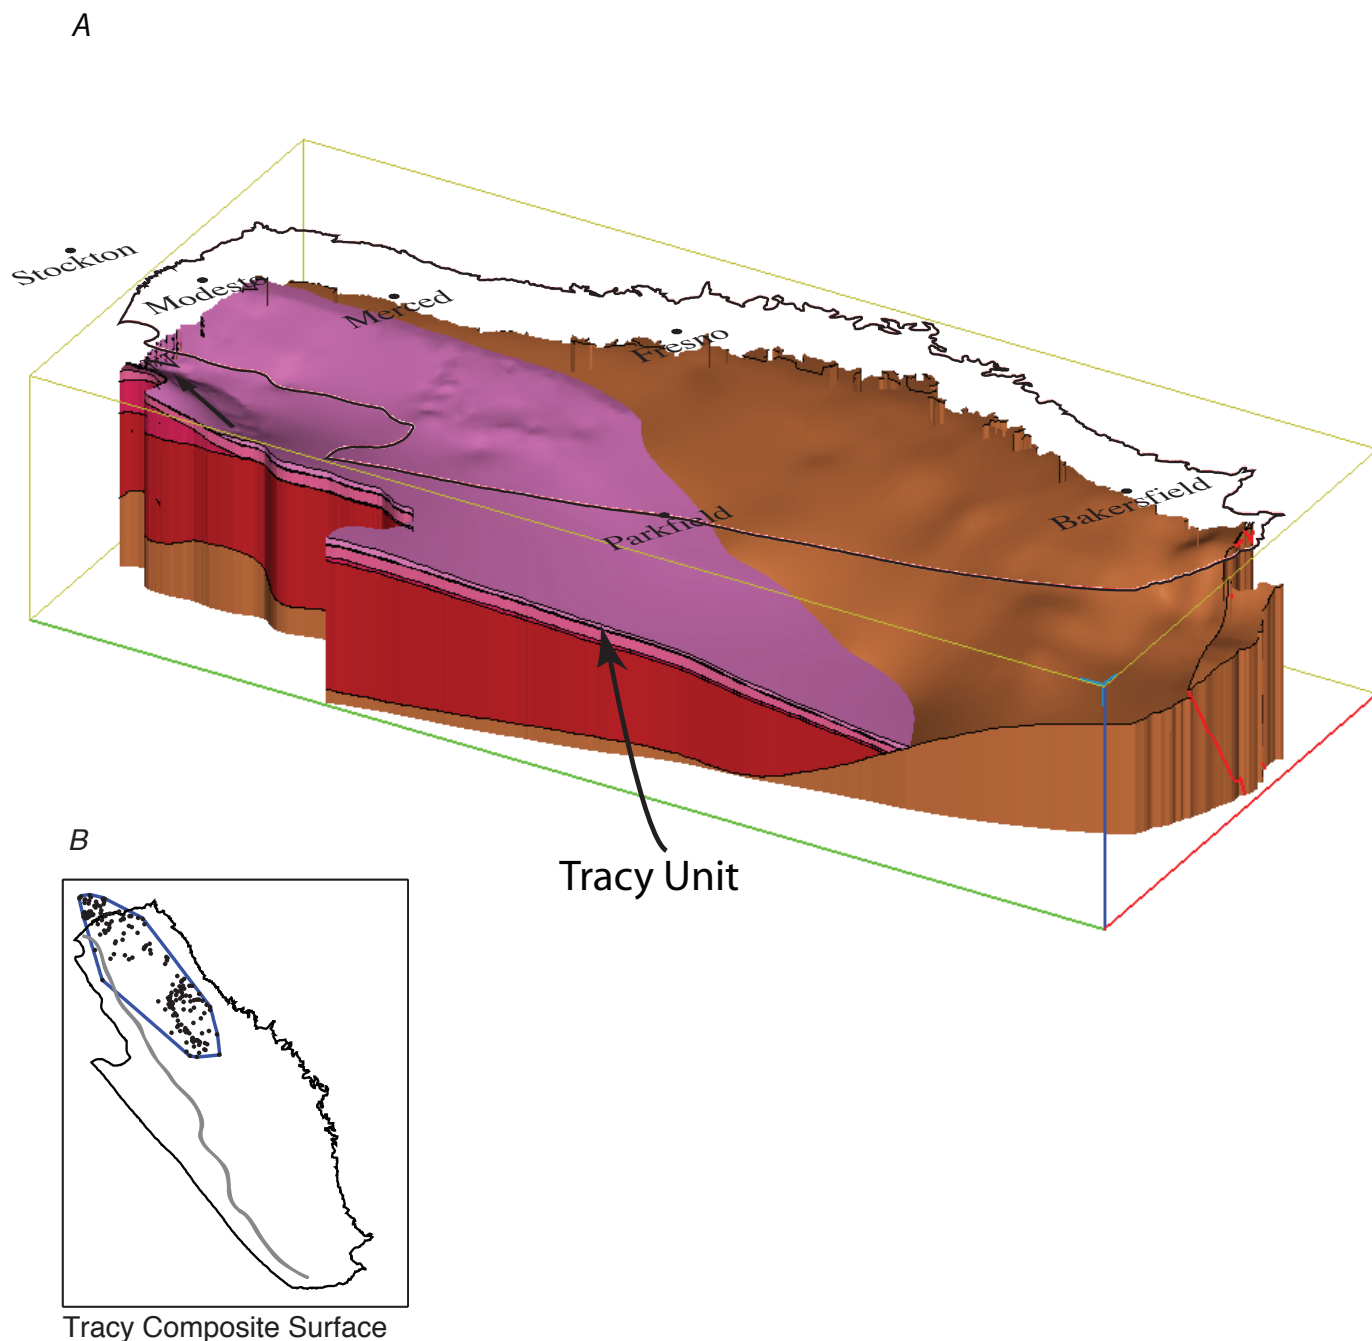 A
Stockton
Modesto
Merced
Fresno
N
Parkfield
Bakersfield
Tracy Unit
B
Tracy Composite Surface